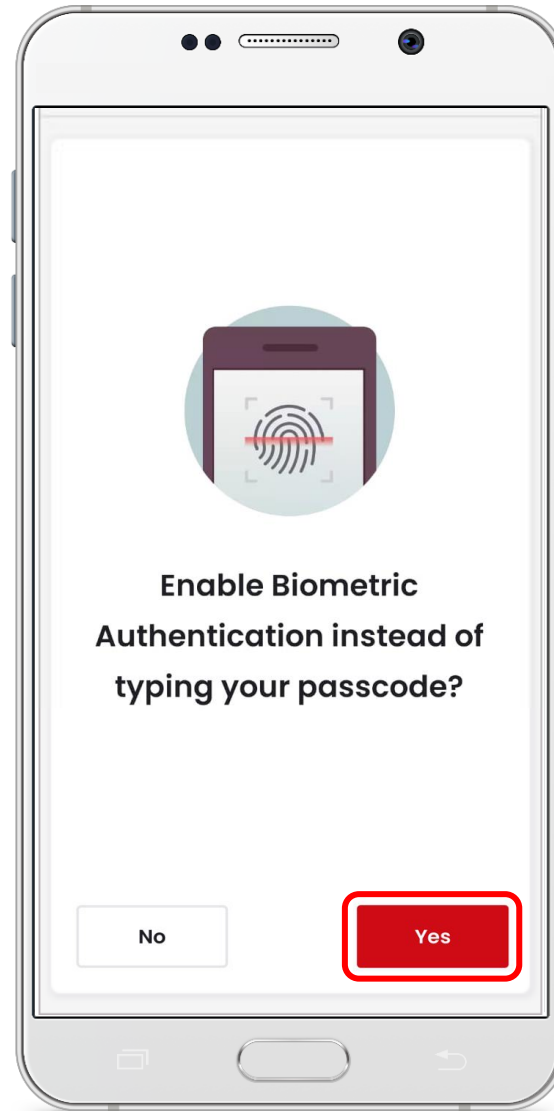 Enable Biometric
Authentication instead of
typing your passcode?
No
Yes